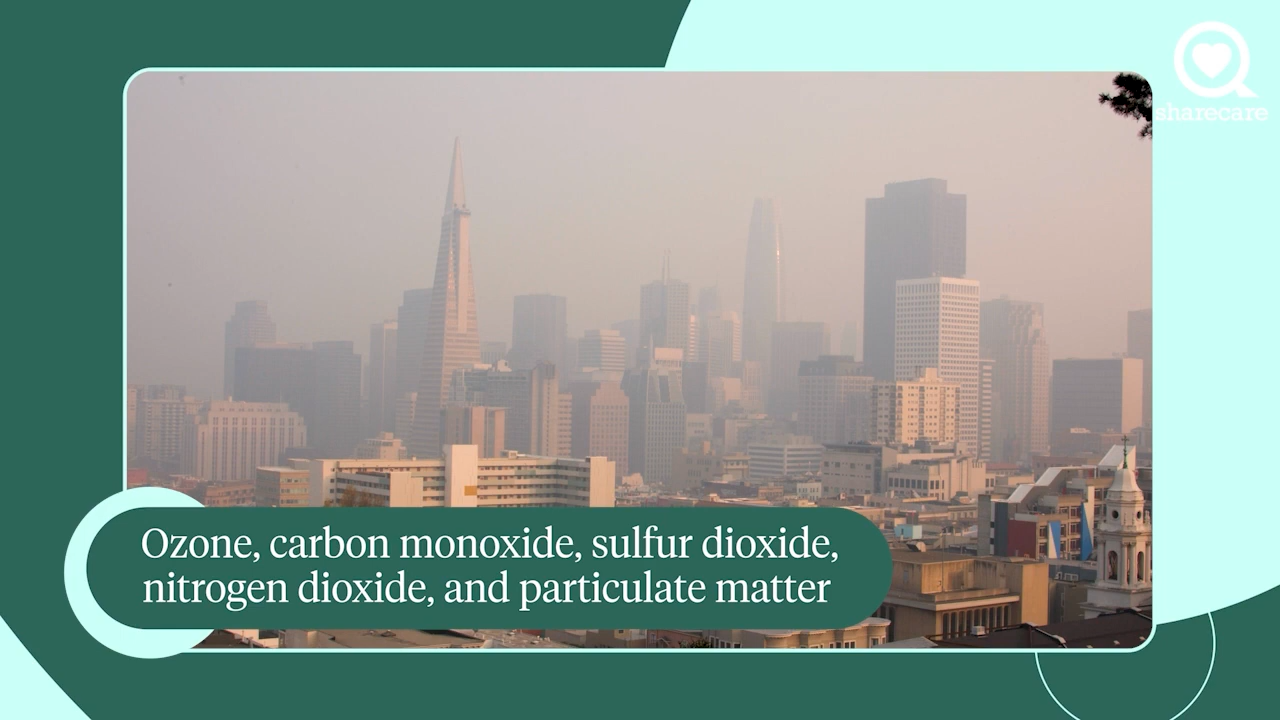 sharecare
Ozone, carbon monoxide, sulfur dioxide,
nitrogen dioxide, and particulate matter